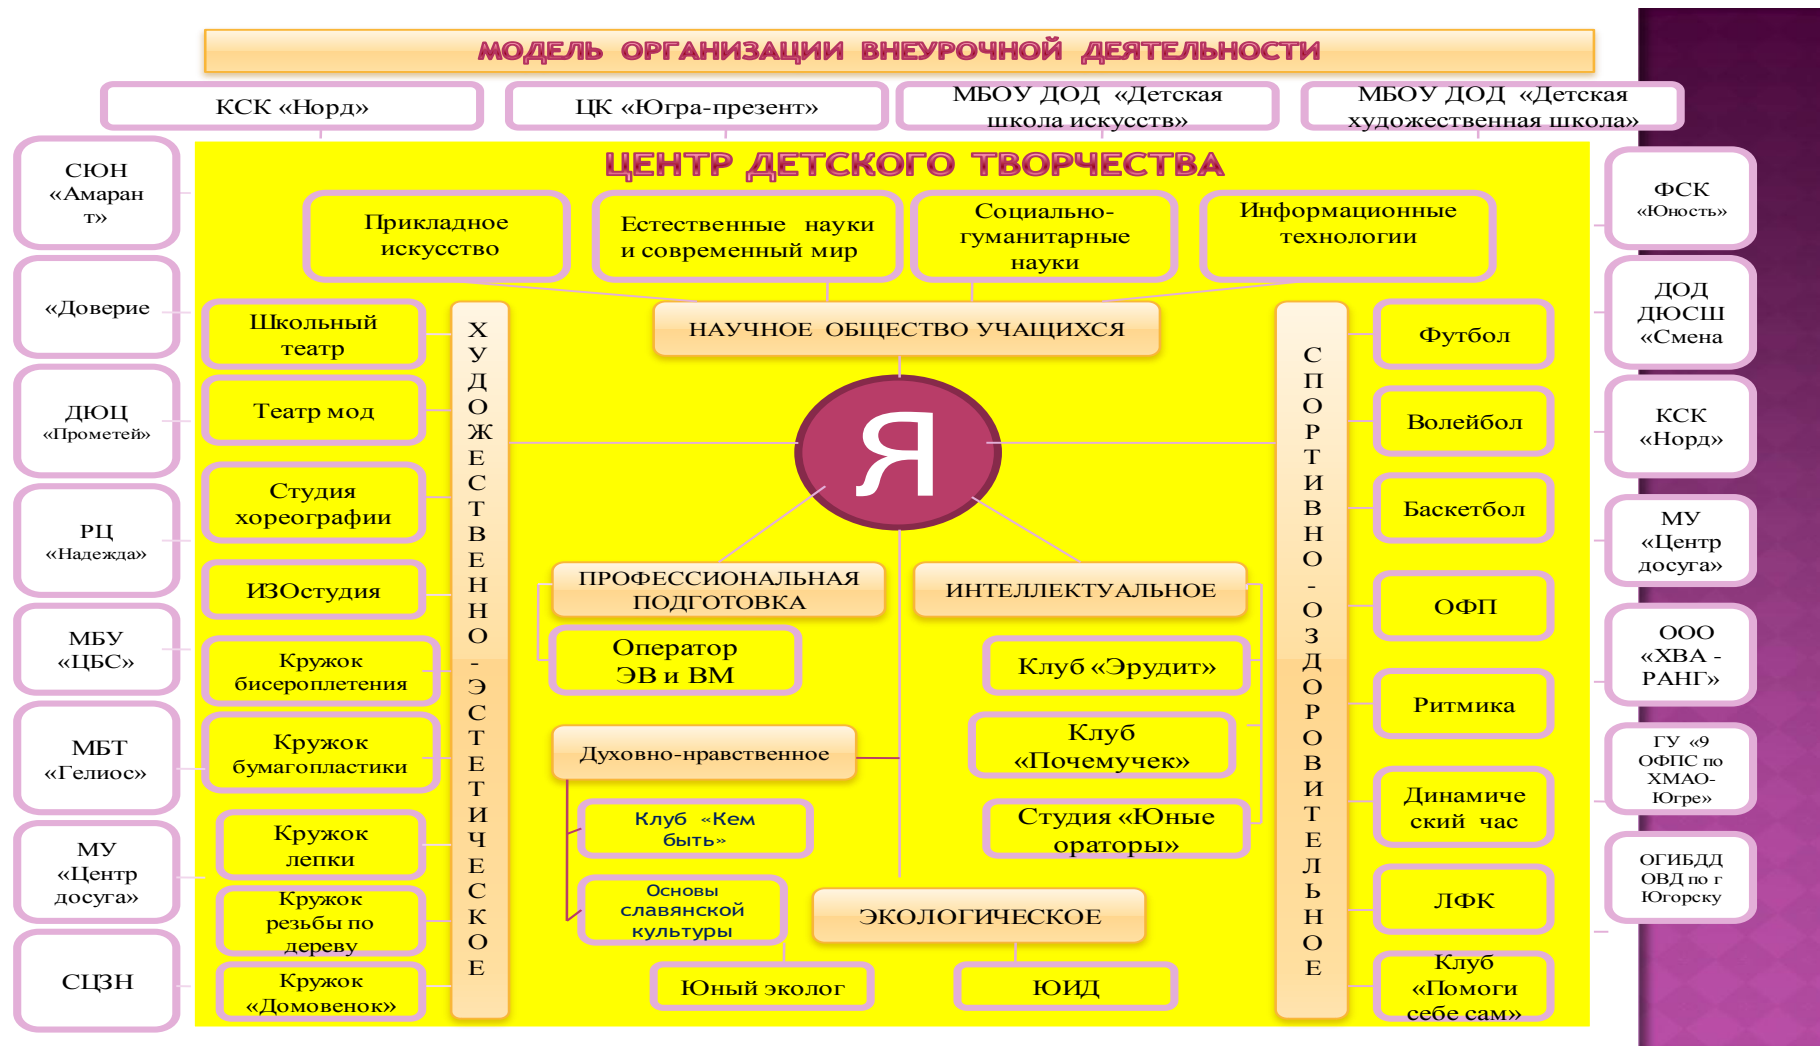 МОДЕЛЬ ОРГАНИЗАЦИИ ВНЕУРОЧНОЙ ДЕЯТЕЛЬНОСТИ
КСК «Норд»
ЦК «Югра-презент»
МБОУ ДОД «Детская
школа искусств»
МБОУ ДОД «Детская
художественная школа»
СЮН
«Амаран
т»
«Доверие
ДЮЦ
«Прометей»
РЦ
«Надежда»
МБУ
«ЦБС»
МБТ
«Гелиос»
МУ
«Центр
досуга»
СЦЗН
ЦЕНТР ДЕТСКОГО ТВОРЧЕСТВА
Прикладное
искусство
Естественные науки
и современный мир
Социально-
гуманитарные
науки
Информационные
технологии
НАУЧНОЕ ОБЩЕСТВО УЧАЩИХСЯ
Школьный
театр
Театр мод
Студия
хореографии
ИЗОстудия
Кружок
бисероплетения
Кружок
бумагопластики
Кружок
лепки
Кружок
резьбы по
дереву
Кружок
«Домовенок»
ХУДОЖЕСТВЕННО-ЭСТЕТИЧЕСКОЕ
Я
ПРОФЕССИОНАЛЬНАЯ
ПОДГОТОВКА
Оператор
ЭВ и ВМ
ИНТЕЛЛЕКТУАЛЬНОЕ
Клуб «Эрудит»
Клуб
«Почемучек»
Студия «Юные
ораторы»
Духовно-нравственное
Клуб «Кем
быть»
Основы
славянской
культуры
ЭКОЛОГИЧЕСКОЕ
Юный эколог
ЮИД
СПОРТИВНО-ОЗДОРОВИТЕЛЬНОЕ
Футбол
Волейбол
Баскетбол
ОФП
Ритмика
Динамиче
ский час
ЛФК
Клуб
«Помоги
себе сам»
ФСК
«Юность»
ДОД
ДЮСШ
«Смена
КСК
«Норд»
МУ
«Центр
досуга»
ООО
«ХВА -
РАНГ»
ГУ «9
ОФПС по
ХМАО-
Югре»
ОГИБДД
ОВД по г
Югорску